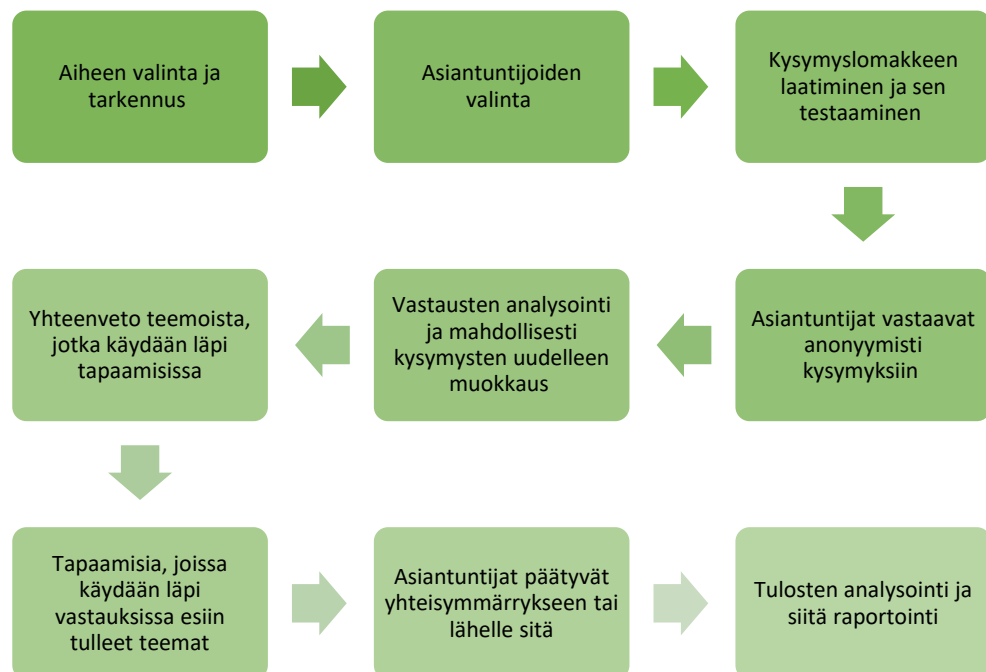 Aiheen valinta ja
tarkennus
Asiantuntijoiden
valinta
Kysymyslomakkeen
laatiminen ja sen
testaaminen
Asiantuntijat vastaavat
anonyymisti
kysymyksiin
Vastausten analysointi
ja mahdollisesti
kysymysten uudelleen
muokkaus
Yhteenveto teemoista,
jotka käydään läpi
tapaamisissa
Tapaamisia, joissa
käydään läpi
vastauksissa esiin
tulleet teemat
Asiantuntijat päätyvät
yhteisymmärrykseen tai
lähelle sitä
Tulosten analysointi ja
siitä raportointi